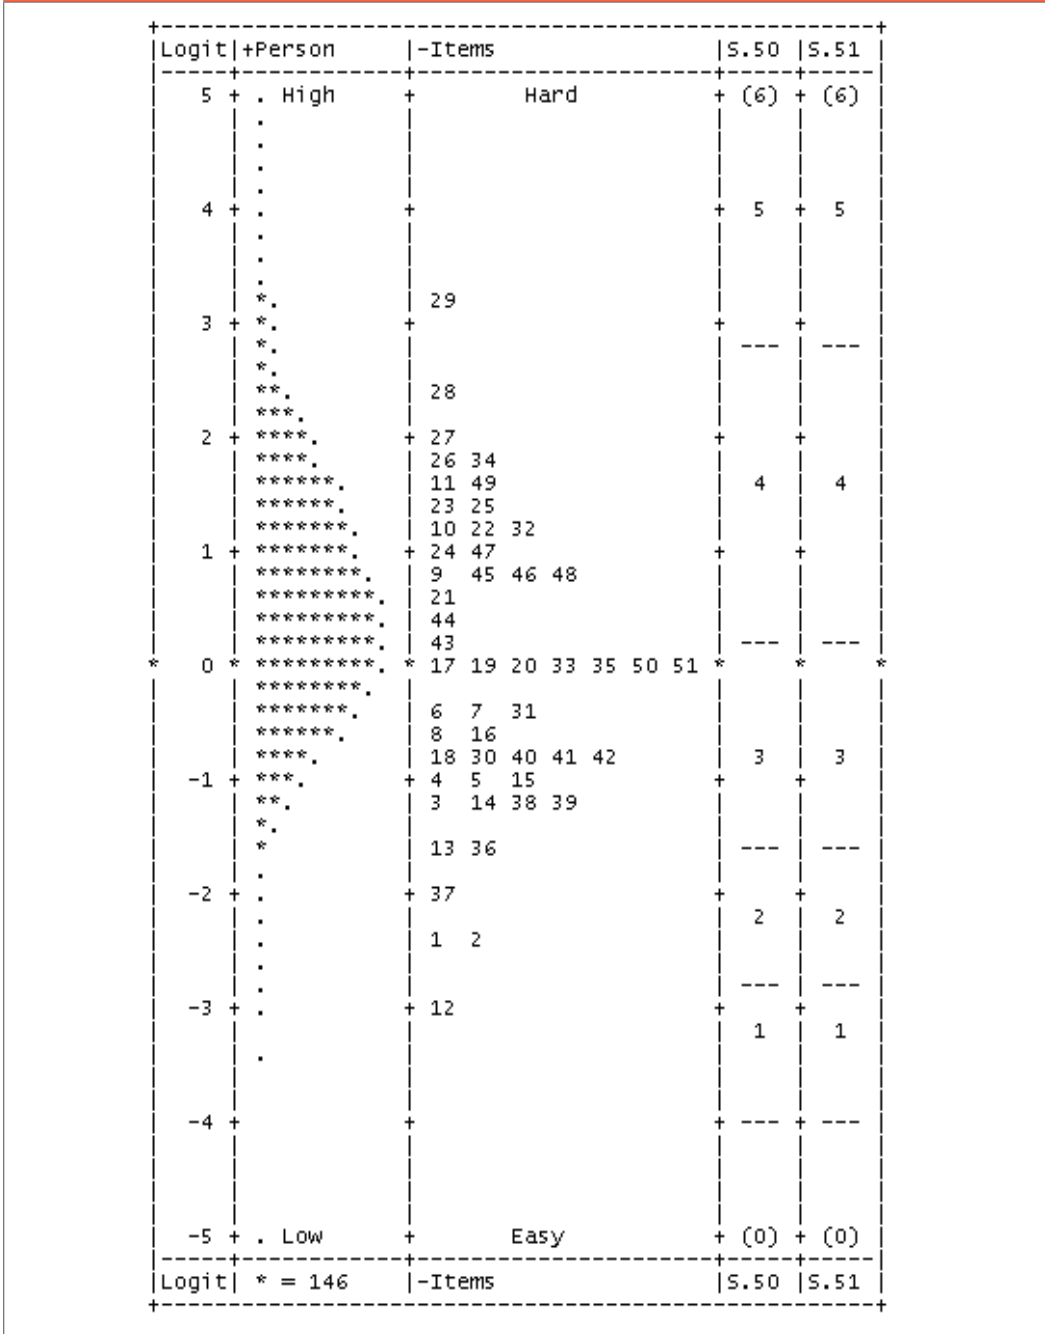 +-----------------------------------------------------+
|Logit|+Person     |-Items                |S.50 |S.51 |
|-----+------------+----------------------+-----+-----|
|   5 + . High     +        Hard          + (6) + (6) |
|     | .          |                      |     |     |
|     | .          |                      |     |     |
|     | .          |                      |     |     |
|     | .          |                      |     |     |
|   4 + .          +                      +  5  +  5  |
|     | .          |                      |     |     |
|     | .          |                      |     |     |
|     | .          |                      |     |     |
|     | *.         | 29                   |     |     |
|   3 + *.         +                      +     +     |
|     | *.         |                      | --- | --- |
|     | *.         |                      |     |     |
|     | **.        | 28                   |     |     |
|     | ***.       |                      |     |     |
|   2 + ****.      + 27                   +     +     |
|     | ****.      | 26 34                |     |     |
|     | ******.    | 11 49                |  4  |  4  |
|     | ******.    | 23 25                |     |     |
|     | *******.   | 10 22 32             |     |     |
|   1 + *******.   + 24 47                +     +     |
|     | ********.  | 9  45 46 48          |     |     |
|     | *********. | 21                   |     |     |
|     | *********. | 44                   |     |     |
|     | *********. | 43                   | --- | --- |
*   0 * *********. * 17 19 20 33 35 50 51 *     *     *
|     | ********.  |                      |     |     |
|     | *******.   | 6  7  31             |     |     |
|     | ******.    | 8  16                |     |     |
|     | ****.      | 18 30 40 41 42       |  3  |  3  |
|  -1 + ***.       + 4  5  15             +     +     |
|     | **.        | 3  14 38 39          |     |     |
|     | *.         |                      |     |     |
|     | *          | 13 36                | --- | --- |
|     | .          |                      |     |     |
|  -2 + .          + 37                   +     +     |
|     | .          |                      |  2  |  2  |
|     | .          | 1  2                 |     |     |
|     | .          |                      |     |     |
|     | .          |                      | --- | --- |
|  -3 + .          + 12                   +     +     |
|     |            |                      |  1  |  1  |
|     | .          |                      |     |     |
|     |            |                      |     |     |
|     |            |                      |     |     |
|  -4 +            +                      + --- + --- |
|     |            |                      |     |     |
|     |            |                      |     |     |
|     |            |                      |     |     |
|     |            |                      |     |     |
|  -5 + . Low      +       Easy           + (0) + (0) |
|-----+------------+----------------------+-----+-----|
|Logit| * = 146    |-Items                |S.50 |S.51 |
+-----------------------------------------------------+